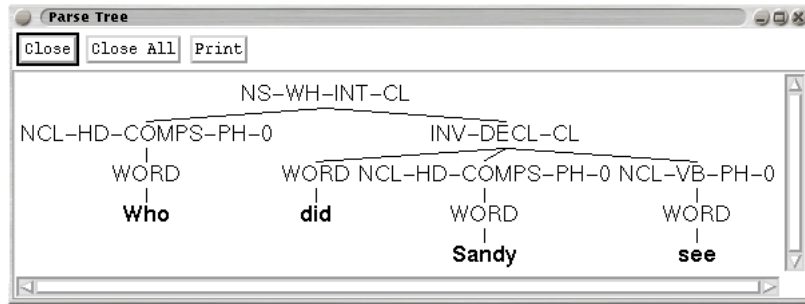 Parse Tree
Close Close All Print
NS-WH-INT-CL
NCL-HD-COMPS-PH-0 INV-DECL-CL
WORD WORD NCL-HD-COMPS-PH-0 NCL-VB-PH-0
Who did WORD WORD
Sandy see